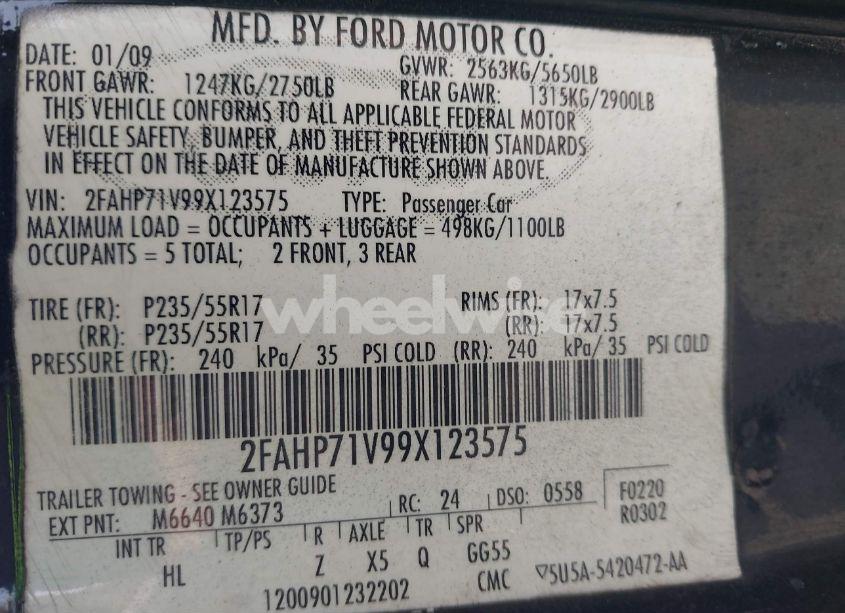 MFD. BY FORD MOTOR CO.
DATE: 01/09 GVWR: 2563KG/5650LB
FRONT GAWR: 1247KG/2750LB REAR GAWR: 1315KG/2900LB
THIS VEHICLE CONFORMS TO ALL APPLICABLE FEDERAL MOTOR
VEHICLE SAFETY, BUMPER, AND THEFT PREVENTION STANDARDS
IN EFFECT ON THE DATE OF MANUFACTURE SHOWN ABOVE.
VIN: 2FAHP71V99X123575 TYPE: Passenger Car
MAXIMUM LOAD = OCCUPANTS + LUGGAGE = 498KG/1100LB
OCCUPANTS = 5 TOTAL; 2 FRONT, 3 REAR
wheelwise
TIRE (FR): P235/55R17 RIMS (FR): 17x7.5
(RR): P235/55R17 (RR): 17x7.5
PRESSURE (FR): 240 kPa/ 35 PSI COLD (RR): 240 kPa/ 35 PSI COLD
2FAHP71V99X123575
TRAILER TOWING - SEE OWNER GUIDE
EXT PNT: M6640 M6373 RC: 24 DSO: 0558 F0220
R0302
INT TR TP/PS R AXLE TR SPR
HL Z X5 Q GG55
1200901232202 CMC 5U5A-5420472-AA